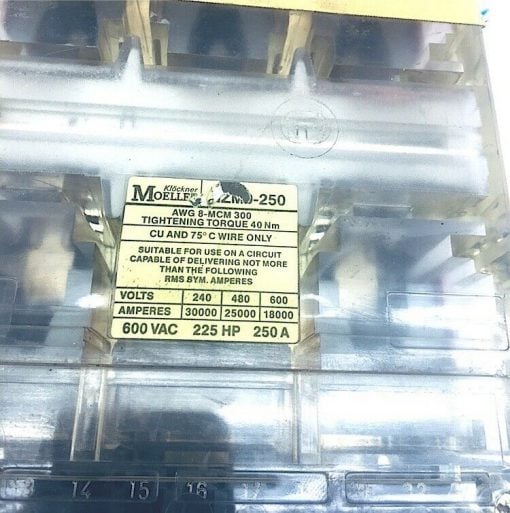 Klöckner
MOELLER -250
AWG 8-MCM 300
TIGHTENING TORQUE 40 Nm
CU AND 75° C WIRE ONLY
SUITABLE FOR USE ON A CIRCUIT
CAPABLE OF DELIVERING NOT MORE
THAN THE FOLLOWING
RMS SYM. AMPERES
VOLTS 240 480 600
AMPERES 30000 25000 18000
600 VAC 225 HP 250 A
14 15 16